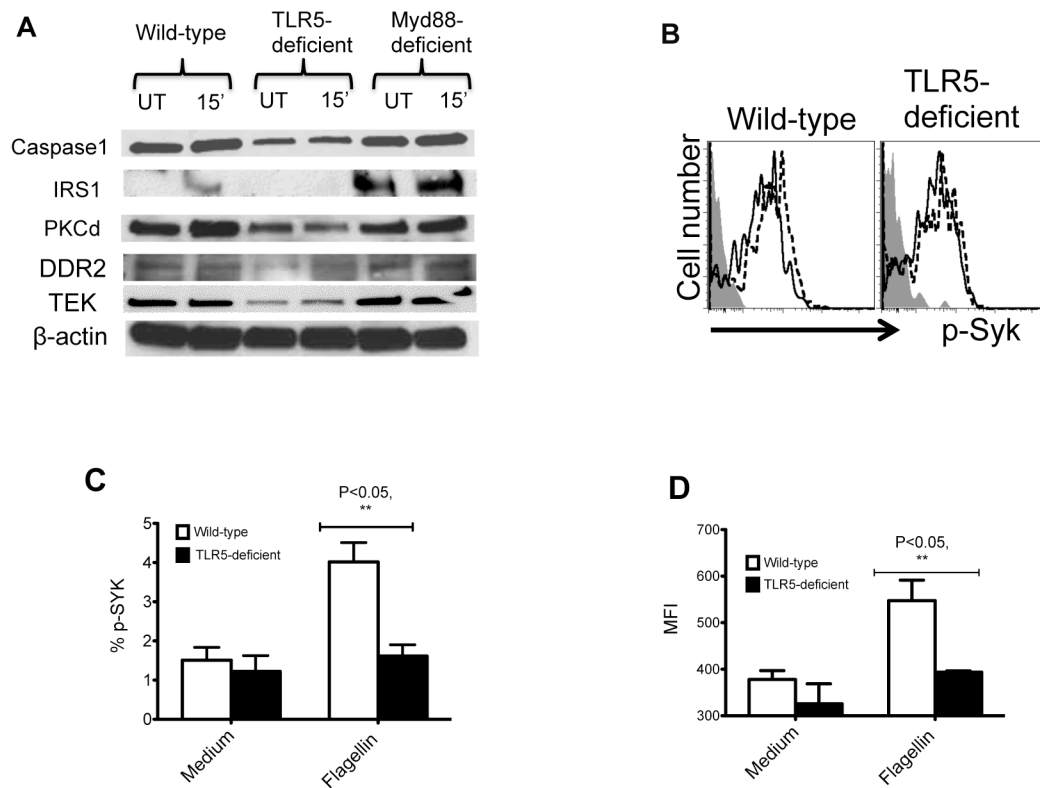 A
Wild-type
TLR5-
deficient
Myd88-
deficient
UT 15’ UT 15’ UT 15’
Caspase1
IRS1
PKCd
DDR2
TEK
β-actin
B
Wild-type
TLR5-
deficient
Cell number
p-Syk
C
P<0.05,
**
Wild-type
TLR5-deficient
% p-SYK
5
4
3
2
1
0
Medium
Flagellin
D
P<0.05,
**
Wild-type
TLR5-deficient
MFI
700
600
500
400
300
Medium
Flagellin